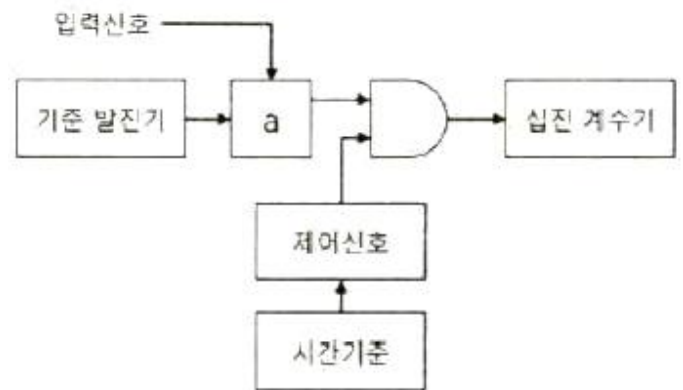 입력신호
기준 발진기
a
십진 계수기
제어신호
시간기준